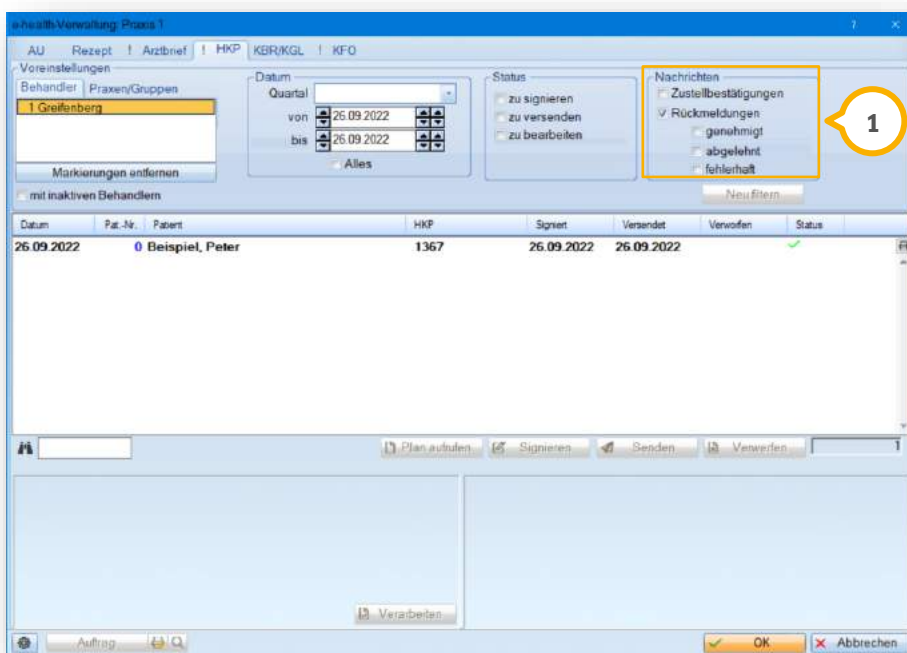 e-health-Verwaltung: Praxis 1 ? ×
AU Rezept ! Arztbrief ! HKP KBR/KGL ! KFO
Voreinstellungen
Behandler Praxen/Gruppen
1 Greifenberg
Markierungen entfernen
mit inaktiven Behandlern
Datum
Quartal
von 26.09.2022
bis 26.09.2022
Alles
Status
zu signieren
zu versenden
zu bearbeiten
Nachrichten
Zustellbestätigungen
Rückmeldungen
genehmigt
abgelehnt
fehlerhaft
1
Neu filtern
Datum Pat.-Nr. Patient HKP Signiert Versendet Verworfen Status
26.09.2022 0 Beispiel, Peter 1367 26.09.2022 26.09.2022
Plan aufrufen Signieren Senden Verwerfen 1
Verarbeiten
Auftrag OK Abbrechen